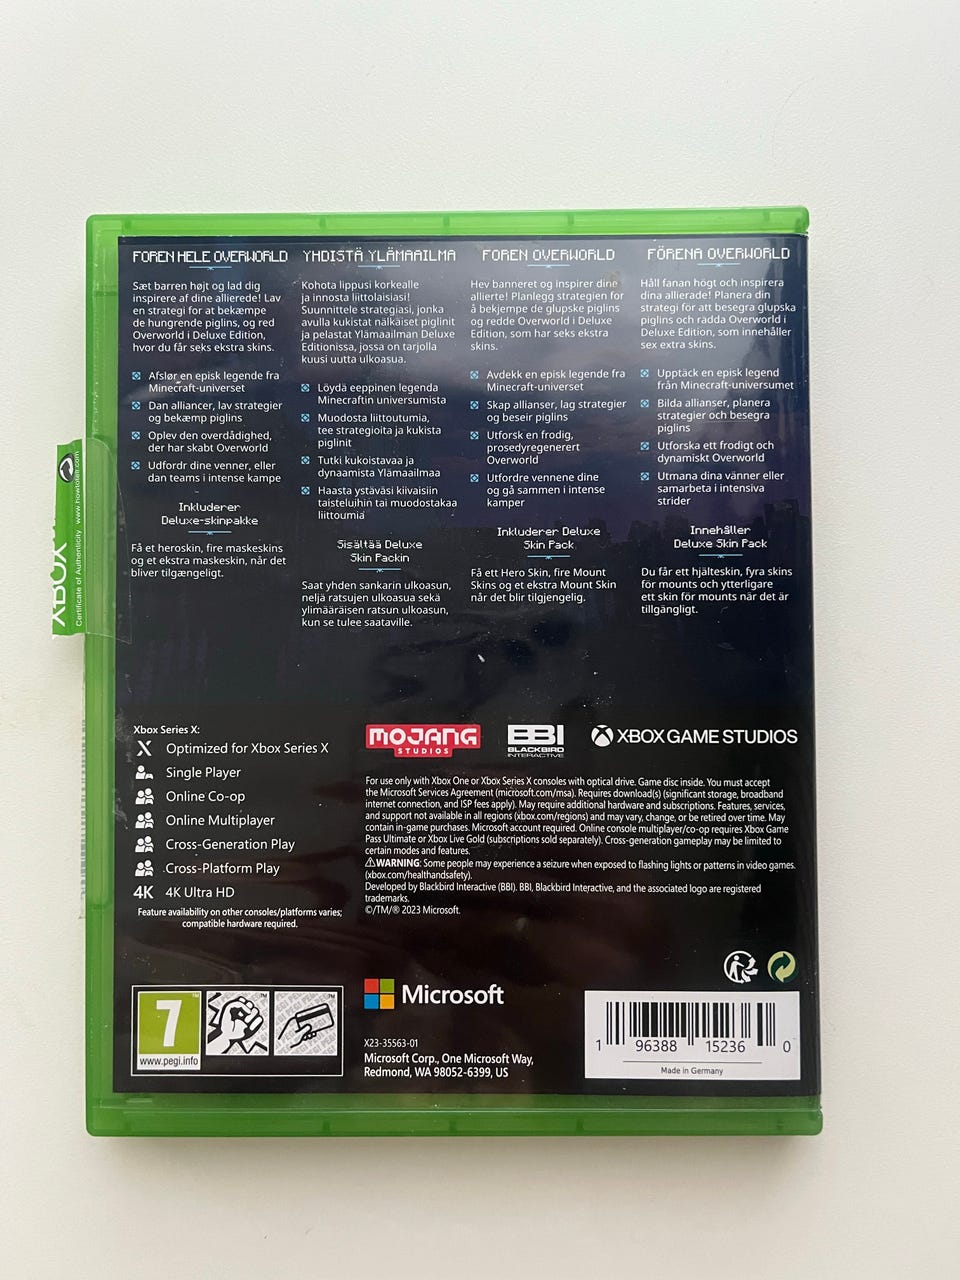 FOREN HELE OVERWORLD
Sæt barren højt og lad dig
inspirere af dine allierede! Lav
en strategi for at bekæmpe
de hungrende piglins, og red
Overworld i Deluxe Edition,
hvor du får seks ekstra skins.
Afslør en episk legende fra
Minecraft-universet
Dan alliancer, lav strategier
og bekæmp piglins
Oplev den overdådighed,
der har skabt Overworld
Udfordr dine venner, eller
dan teams i intense kampe
Inkluderer
Deluxe-skinpakke
Få et heroskin, fire maskeskins
og et ekstra maskeskin, når det
bliver tilgængeligt.
YHDISTÄ YLÄMAAILMA
Kohota lippusi korkealle
ja innosta liittolaisiasi!
Suunnittele strategiasi, jonka
avulla kukistat nälkäiset piglinit
ja pelastat Ylämaailman Deluxe
Editionissa, jossa on tarjolla
kuusi uutta ulkoasua.
Löydä eeppinen legenda
Minecraftin universumista
Muodosta liittoutumia,
tee strategioita ja kukista
piglinit
Tutki kukoistavaa ja
dynaamista Ylämaailmaa
Haasta ystäväsi kiivaisiin
taisteluihin tai muodostakaa
liittoumia
Sisältää Deluxe
Skin Packin
Saat yhden sankarin ulkoasun,
neljä ratsujen ulkoasua sekä
ylimääräisen ratsun ulkoasun,
kun se tulee saataville.
FOREN OVERWORLD
Hev banneret og inspirer dine
allierte! Planlegg strategien for
å bekjempe de glupske piglins
og redde Overworld i Deluxe
Edition, som har seks ekstra
skins.
Avdekk en episk legende fra
Minecraft-universet
Skap allianser, lag strategier
og beseir piglins
Utforsk en frodig,
prosedyregenerert
Overworld
Utfordre vennene dine
og gå sammen i intense
kamper
Inkluderer Deluxe
Skin Pack
Få ett Hero Skin, fire Mount
Skins og et ekstra Mount Skin
når det blir tilgjengelig.
FÖRENA OVERWORLD
Håll fanan högt och inspirera
dina allierade! Planera din
strategi för att besegra glupska
piglins och rädda Overworld i
Deluxe Edition, som innehåller
sex extra skins.
Upptäck en episk legend
från Minecraft-universumet
Bilda allianser, planera
strategier och besegra
piglins
Utforska ett frodigt och
dynamiskt Overworld
Utmana dina vänner eller
samarbeta i intensiva
strider
Innehåller
Deluxe Skin Pack
Du får ett hjälteskin, fyra skins
för mounts och ytterligare
ett skin för mounts när det är
tillgängligt.
XBOX
Certificate of Authenticity www.howtotell.com
Xbox Series X:
X Optimized for Xbox Series X
Single Player
Online Co-op
Online Multiplayer
Cross-Generation Play
Cross-Platform Play
4K 4K Ultra HD
Feature availability on other consoles/platforms varies;
compatible hardware required.
MOJANG
STUDIOS
BBI
BLACKBIRD
INTERACTIVE
XBOX GAME STUDIOS
For use only with Xbox One or Xbox Series X consoles with optical drive. Game disc inside. You must accept
the Microsoft Services Agreement (microsoft.com/msa). Requires download(s) (significant storage, broadband
internet connection, and ISP fees apply). May require additional hardware and subscriptions. Features, services,
and support not available in all regions (xbox.com/regions) and may vary, change, or be retired over time. May
contain in-game purchases. Microsoft account required. Online console multiplayer/co-op requires Xbox Game
Pass Ultimate or Xbox Live Gold (subscriptions sold separately). Cross-generation gameplay may be limited to
certain modes and features.
⚠WARNING: Some people may experience a seizure when exposed to flashing lights or patterns in video games.
(xbox.com/healthandsafety).
Developed by Blackbird Interactive (BBI). BBI, Blackbird Interactive, and the associated logo are registered
trademarks.
©/TM/® 2023 Microsoft.
7
www.pegi.info
Microsoft
X23-35563-01
Microsoft Corp., One Microsoft Way,
Redmond, WA 98052-6399, US
1 96388 15236 0
Made in Germany